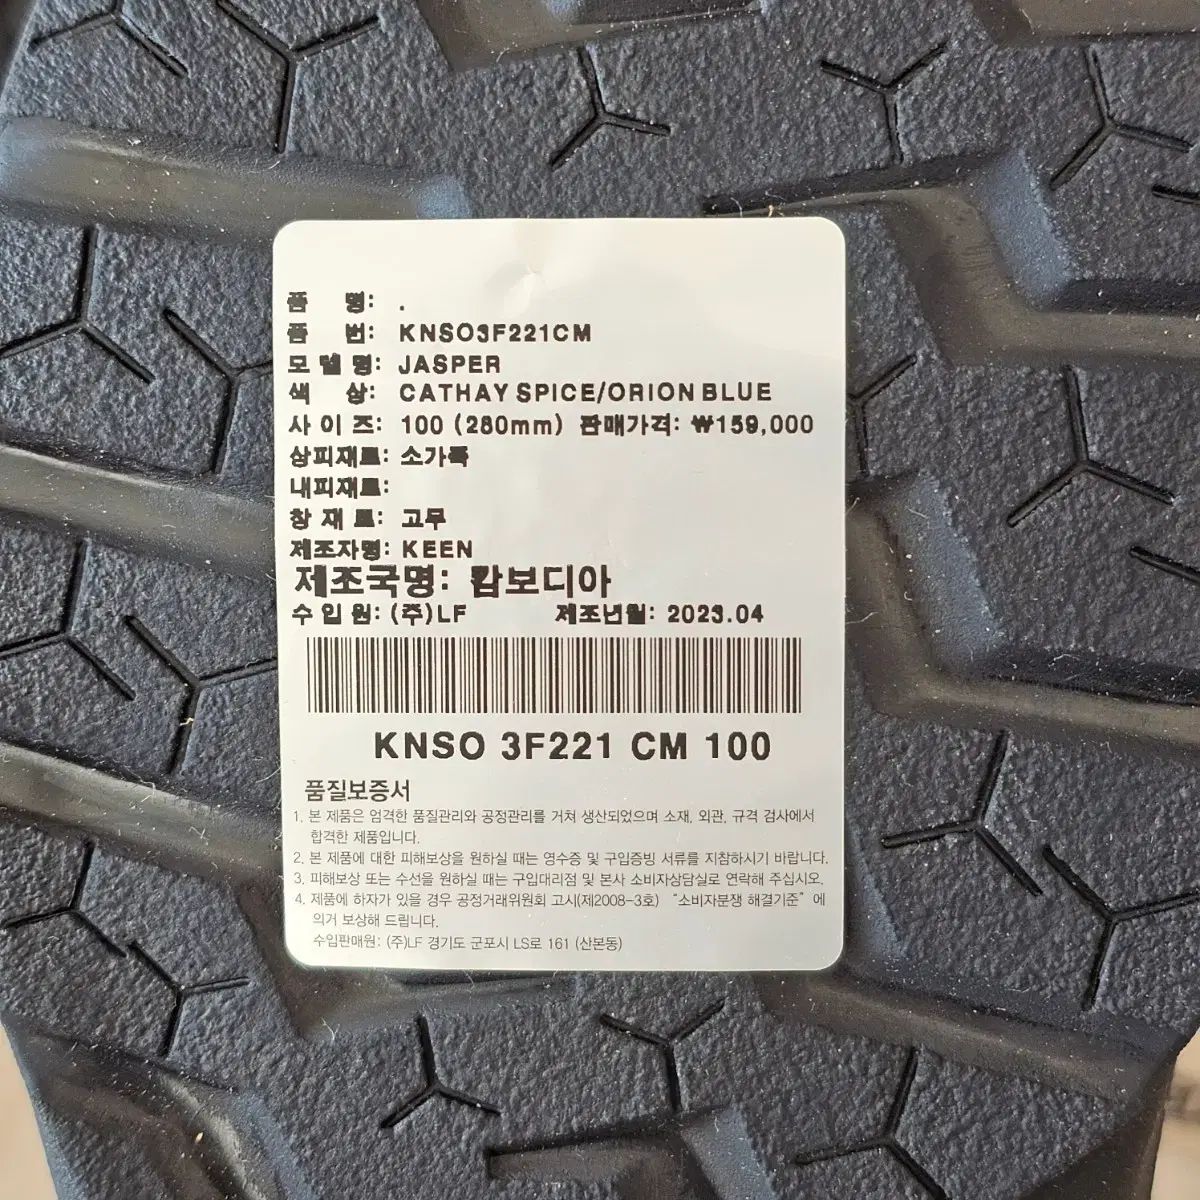 품 명: .
품 번: KNSO3F221CM
모 델 명: JASPER
색 상: CATHAY SPICE/ORION BLUE
사 이 즈: 100 (280mm) 판매가격: ₩159,000
상피재료: 소가죽
내피재료:
창 재 료: 고무
제조자명: KEEN
제조국명: 캄보디아
수 입 원: (주)LF 제조년월: 2023.04
KNSO 3F221 CM 100
품질보증서
1. 본 제품은 엄격한 품질관리와 공정관리를 거쳐 생산되었으며 소재, 외관, 규격 검사에서
합격한 제품입니다.
2. 본 제품에 대한 피해보상을 원하실 때는 영수증 및 구입증빙 서류를 지참하시기 바랍니다.
3. 피해보상 또는 수선을 원하실 때는 구입대리점 및 본사 소비자상담실로 연락해 주십시오.
4. 제품에 하자가 있을 경우 공정거래위원회 고시(제2008-3호) “소비자분쟁 해결기준” 에
의거 보상해 드립니다.
수입판매원: (주)LF 경기도 군포시 LS로 161 (산본동)